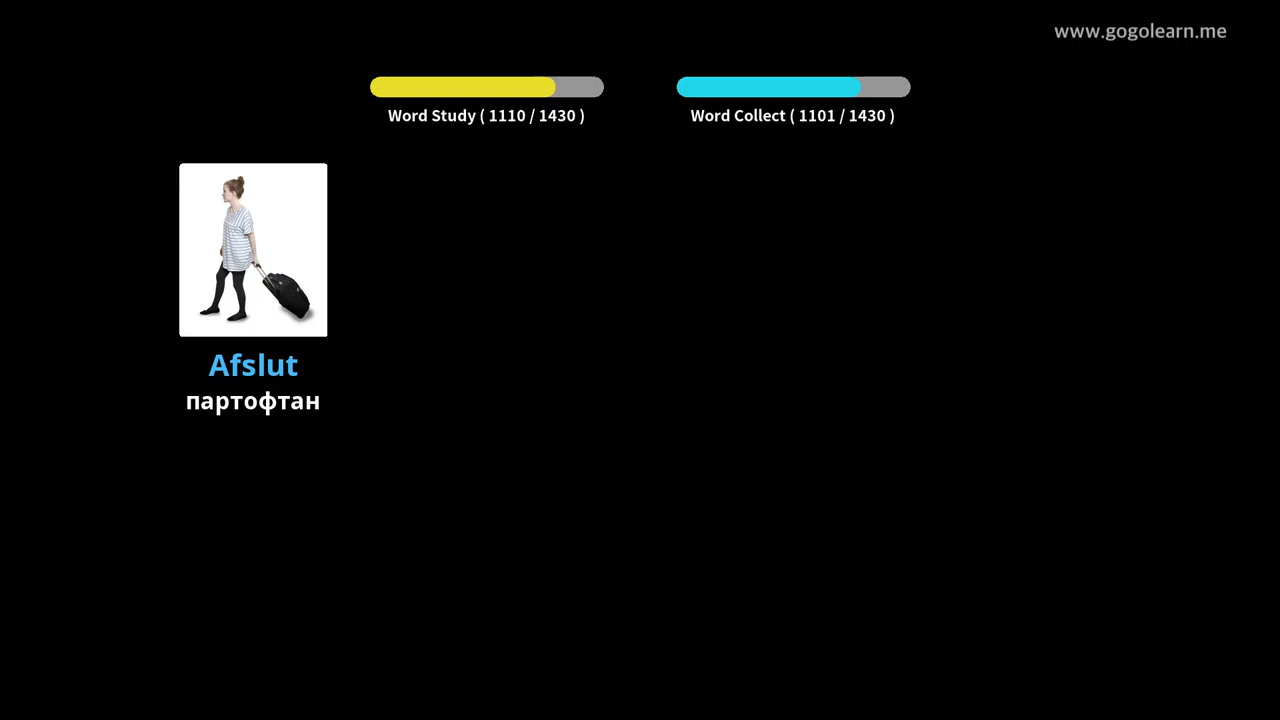 www.gogolearn.me
Word Study ( 1110 / 1430 )
Word Collect ( 1101 / 1430 )
Afslut
партофтан